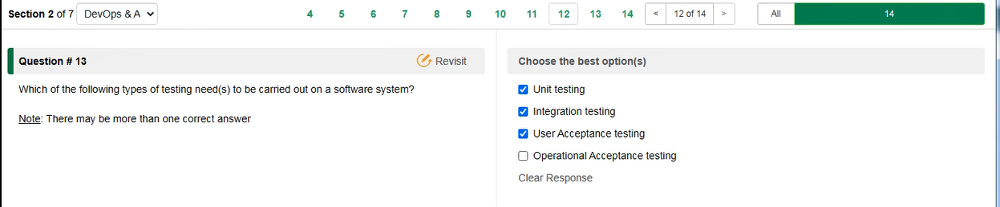 Section 2 of 7 DevOps & A 4 5 6 7 8 9 10 11 12 13 14 < 12 of 14 > All 14
Question # 13 Revisit
Which of the following types of testing need(s) to be carried out on a software system?
Note: There may be more than one correct answer
Choose the best option(s)
Unit testing
Integration testing
User Acceptance testing
Operational Acceptance testing
Clear Response